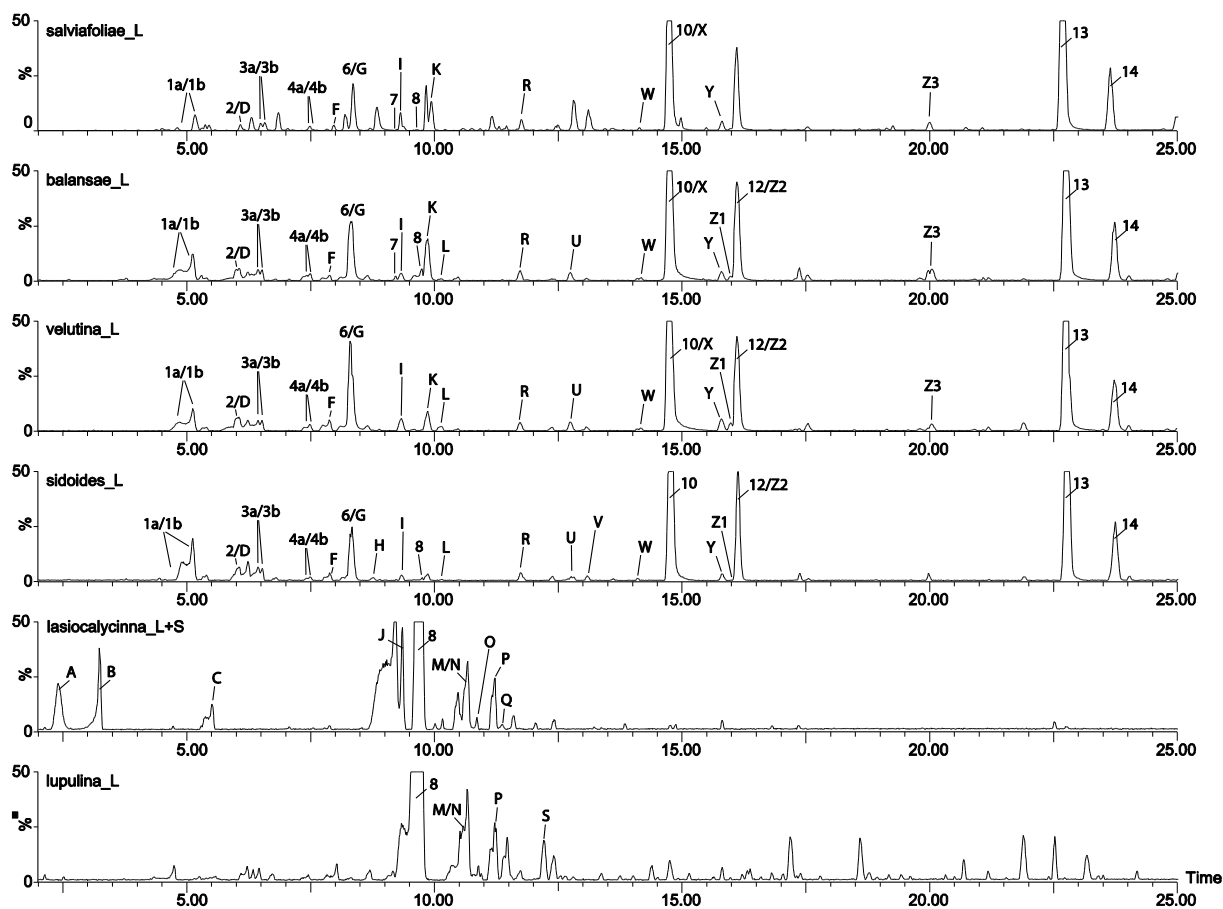 50
salviafoliae_L
%
0
1a/1b
2/D
3a/3b
4a/4b
F
6/G
7
I
8
K
R
10/X
W
Y
Z3
13
14
5.00 10.00 15.00 20.00 25.00
50
balansae_L
%
0
1a/1b
2/D
3a/3b
4a/4b
F
6/G
7
I
8
K
L
R
U
W
10/X
Y
Z1
12/Z2
Z3
13
14
5.00 10.00 15.00 20.00 25.00
50
velutina_L
%
0
1a/1b
2/D
3a/3b
4a/4b
F
6/G
I
K
L
R
U
W
10/X
Y
Z1
12/Z2
Z3
13
14
5.00 10.00 15.00 20.00 25.00
50
sidoides_L
%
0
1a/1b
2/D
3a/3b
4a/4b
F
6/G
H
I
8
L
R
U
V
W
10
Y
Z1
12/Z2
13
14
5.00 10.00 15.00 20.00 25.00
50
lasiocalycinna_L+S
%
0
A
B
C
J
8
M/N
O
P
Q
5.00 10.00 15.00 20.00 25.00
50
lupulina_L
%
0
8
M/N
P
S
5.00 10.00 15.00 20.00 25.00
Time